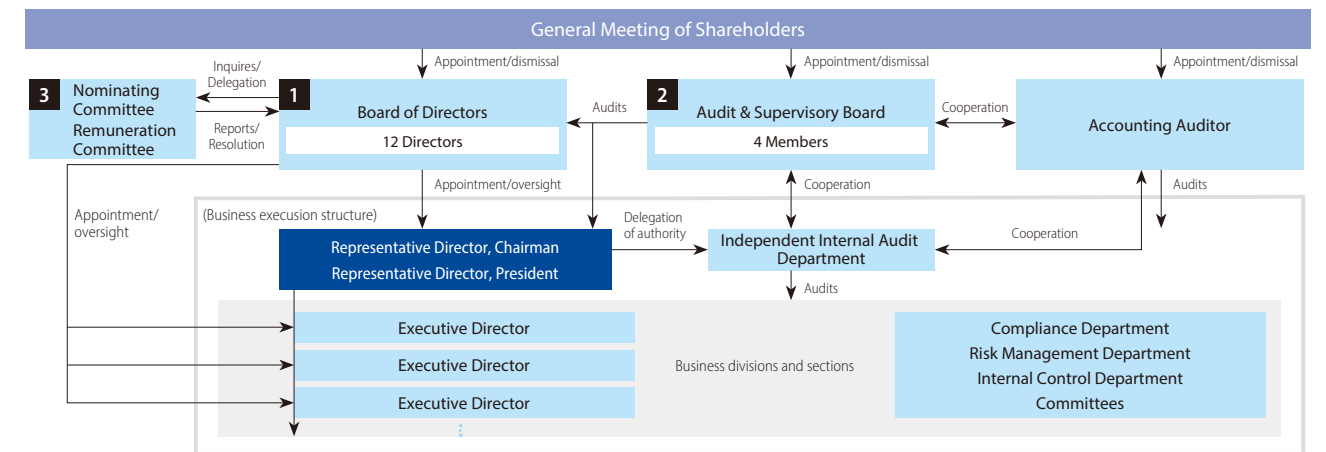 General Meeting of Shareholders
Inquires/
Delegation
Appointment/dismissal
Appointment/dismissal
Appointment/dismissal
3
Nominating
Committee
Remuneration
Committee
Reports/
Resolution
1
Board of Directors
12 Directors
Audits
2
Audit & Supervisory Board
4 Members
Cooperation
Accounting Auditor
Appointment/oversight
Cooperation
Audits
Appointment/
oversight
(Business execution structure)
Representative Director, Chairman
Representative Director, President
Delegation
of authority
Independent Internal Audit
Department
Cooperation
Audits
Executive Director
Executive Director
Executive Director
Business divisions and sections
Compliance Department
Risk Management Department
Internal Control Department
Committees